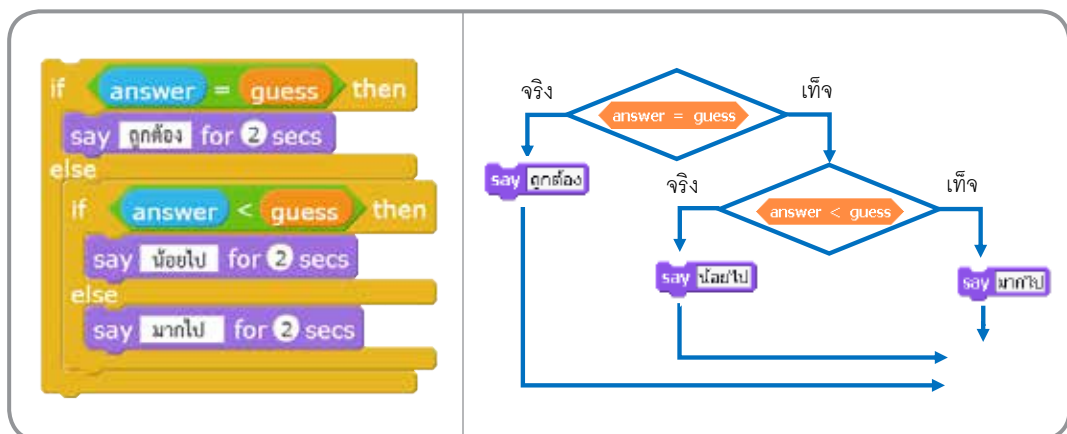 if answer = guess then
say ถูกต้อง for 2 secs
else
if answer < guess then
say น้อยไป for 2 secs
else
say มากไป for 2 secs
จริง
เท็จ
answer = guess
say ถูกต้อง
จริง
เท็จ
answer < guess
say น้อยไป
say มากไป